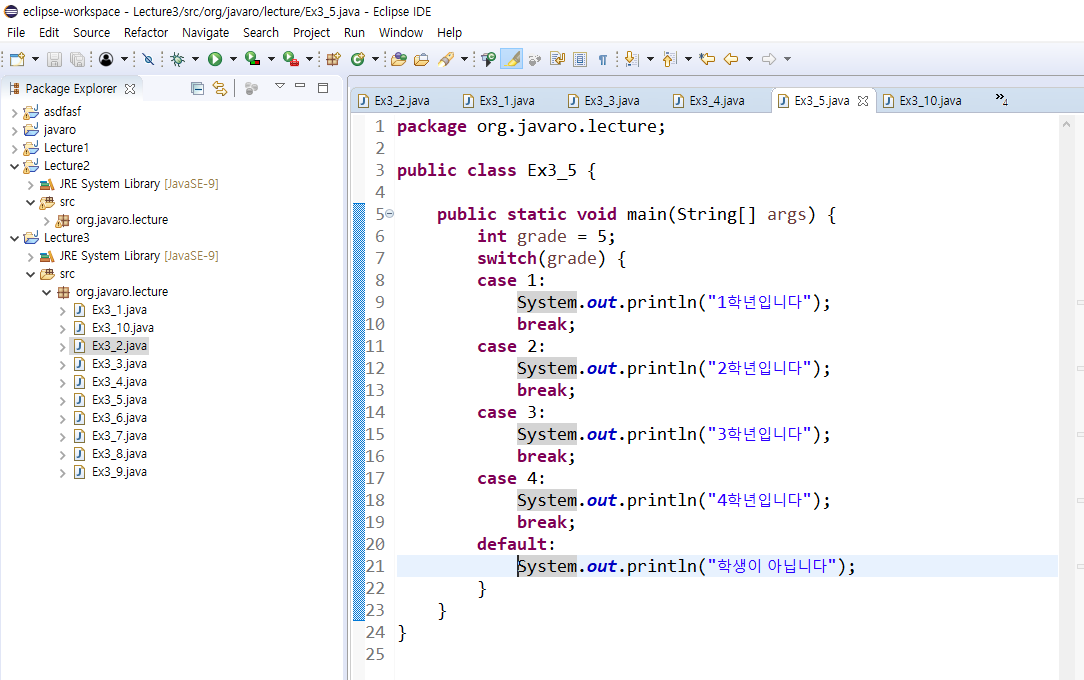 eclipse-workspace - Lecture3/src/org/javaro/lecture/Ex3_5.java - Eclipse IDE
File Edit Source Refactor Navigate Search Project Run Window Help
Package Explorer
asdfasf
javaro
Lecture1
Lecture2
JRE System Library [JavaSE-9]
src
org.javaro.lecture
Lecture3
JRE System Library [JavaSE-9]
src
org.javaro.lecture
Ex3_1.java
Ex3_10.java
Ex3_2.java
Ex3_3.java
Ex3_4.java
Ex3_5.java
Ex3_6.java
Ex3_7.java
Ex3_8.java
Ex3_9.java
Ex3_2.java Ex3_1.java Ex3_3.java Ex3_4.java Ex3_5.java Ex3_10.java »4
1 package org.javaro.lecture;
2
3 public class Ex3_5 {
4
5 public static void main(String[] args) {
6 int grade = 5;
7 switch(grade) {
8 case 1:
9 System.out.println("1학년입니다");
10 break;
11 case 2:
12 System.out.println("2학년입니다");
13 break;
14 case 3:
15 System.out.println("3학년입니다");
16 break;
17 case 4:
18 System.out.println("4학년입니다");
19 break;
20 default:
21 System.out.println("학생이 아닙니다");
22 }
23 }
24 }
25